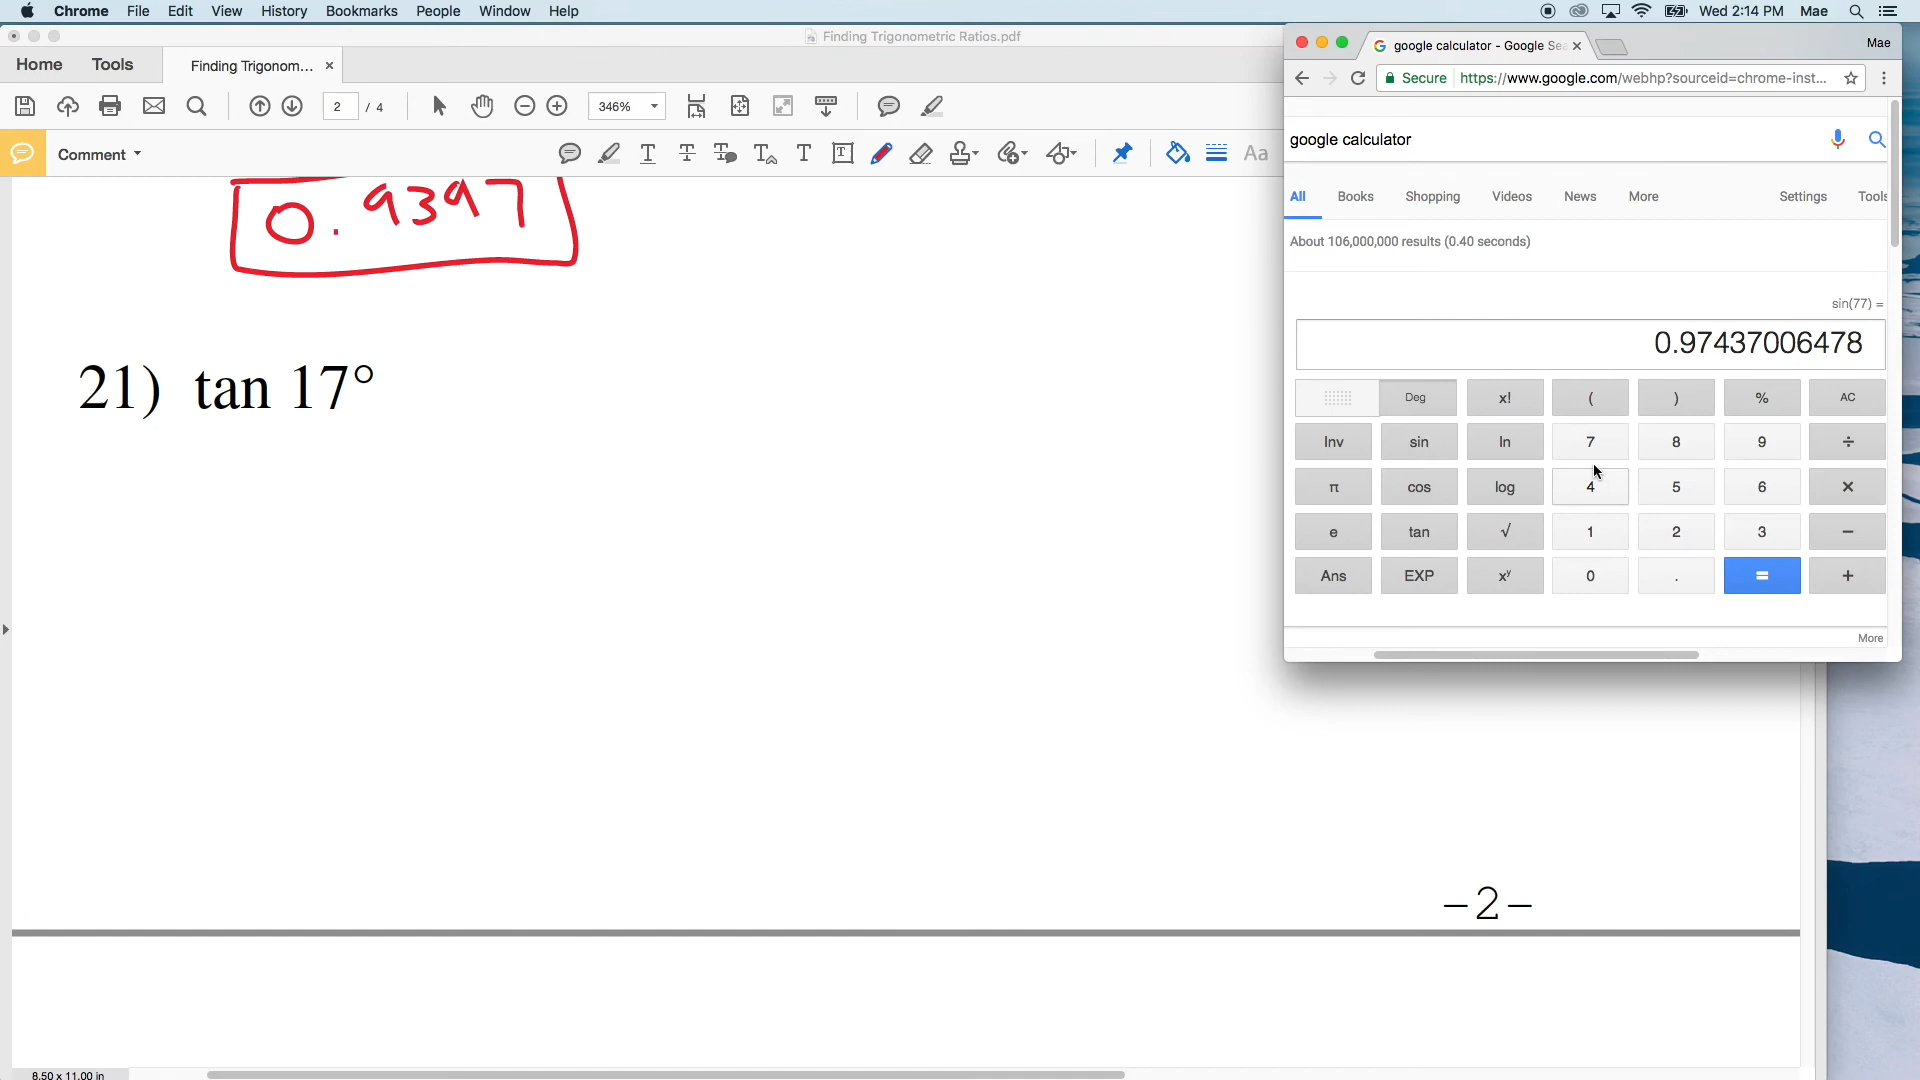 Chrome File Edit View History Bookmarks People Window Help Wed 2:14 PM Mae
Finding Trigonometric Ratios.pdf
Home Tools Finding Trigonom... ×
2 / 4 346%
Comment
T T T T T T Aa
0.9397
21) tan 17°
-2-
8.50 x 11.00 in
google calculator - Google Se × Mae
Secure https://www.google.com/webhp?sourceid=chrome-inst...
google calculator
All Books Shopping Videos News More Settings Tools
About 106,000,000 results (0.40 seconds)
sin(77) =
0.97437006478
Deg x! ( ) % AC
Inv sin ln 7 8 9 ÷
π cos log 4 5 6 ×
e tan √ 1 2 3 −
Ans EXP xʸ 0 . = +
More